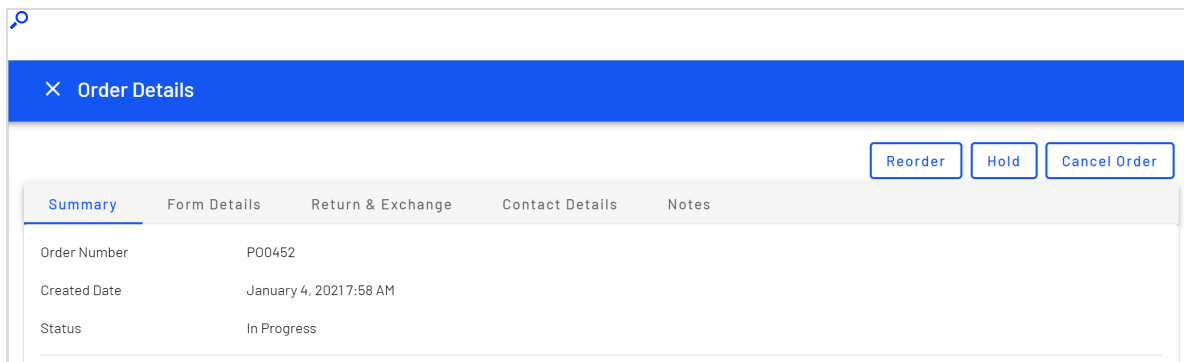 Order Details
Reorder Hold Cancel Order
Summary Form Details Return & Exchange Contact Details Notes
Order Number P00452
Created Date January 4, 2021 7:58 AM
Status In Progress